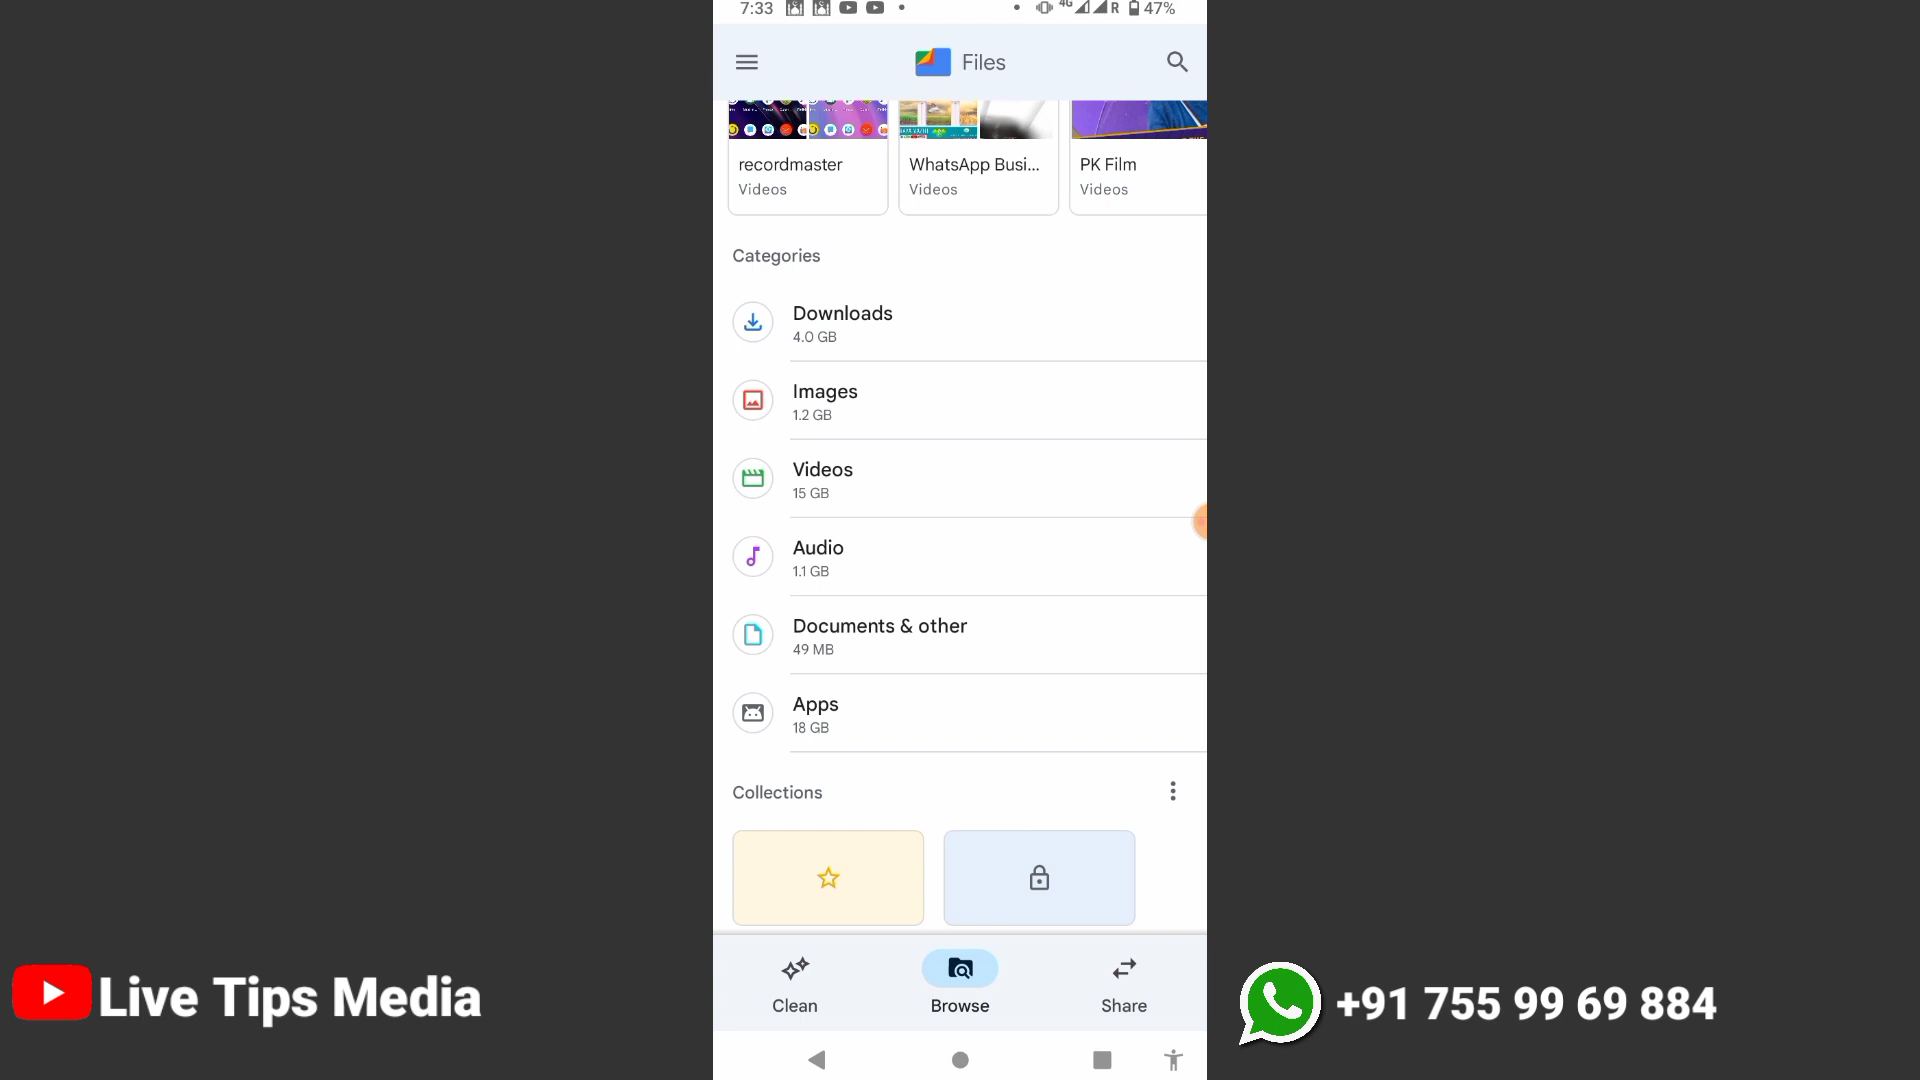 7:33
4G R 47%
Files
recordmaster
Videos
WhatsApp Busi...
Videos
PK Film
Videos
Categories
Downloads
4.0 GB
Images
1.2 GB
Videos
15 GB
Audio
1.1 GB
Documents & other
49 MB
Apps
18 GB
Collections
Clean
Browse
Share
Live Tips Media
+91 755 99 69 884